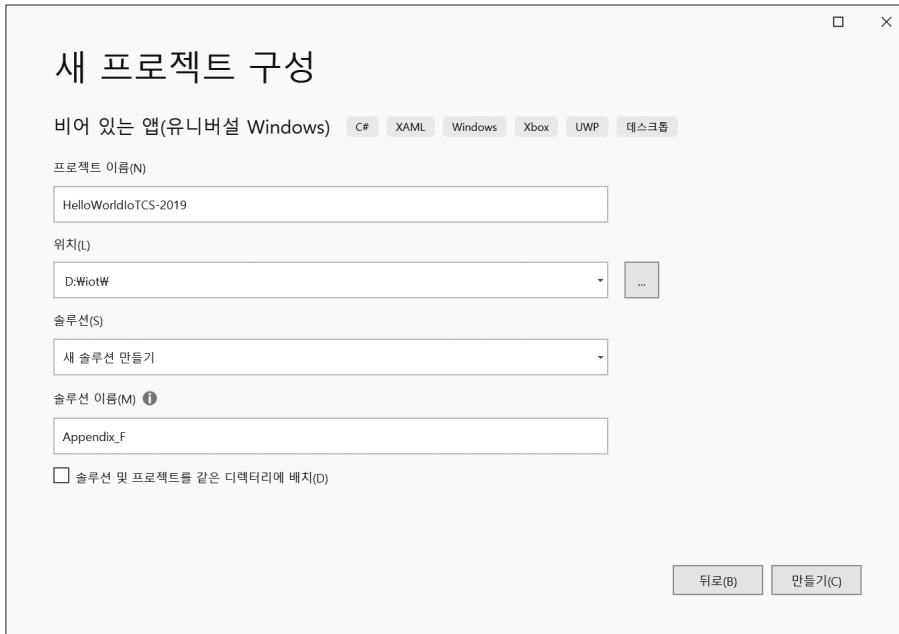 새 프로젝트 구성
비어 있는 앱(유니버설 Windows) C# XAML Windows Xbox UWP 데스크톱
프로젝트 이름(N)
HelloWorldIoTCS-2019
위치(L)
D:₩iot₩
...
솔루션(S)
새 솔루션 만들기
솔루션 이름(M)
Appendix_F
솔루션 및 프로젝트를 같은 디렉터리에 배치(D)
뒤로(B) 만들기(C)